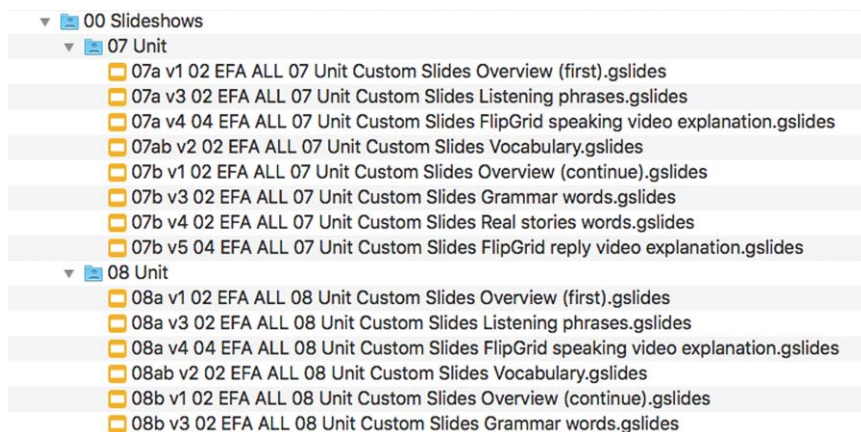 00 Slideshows
07 Unit
07a v1 02 EFA ALL 07 Unit Custom Slides Overview (first).gslides
07a v3 02 EFA ALL 07 Unit Custom Slides Listening phrases.gslides
07a v4 04 EFA ALL 07 Unit Custom Slides FlipGrid speaking video explanation.gslides
07ab v2 02 EFA ALL 07 Unit Custom Slides Vocabulary.gslides
07b v1 02 EFA ALL 07 Unit Custom Slides Overview (continue).gslides
07b v3 02 EFA ALL 07 Unit Custom Slides Grammar words.gslides
07b v4 02 EFA ALL 07 Unit Custom Slides Real stories words.gslides
07b v5 04 EFA ALL 07 Unit Custom Slides FlipGrid reply video explanation.gslides
08 Unit
08a v1 02 EFA ALL 08 Unit Custom Slides Overview (first).gslides
08a v3 02 EFA ALL 08 Unit Custom Slides Listening phrases.gslides
08a v4 04 EFA ALL 08 Unit Custom Slides FlipGrid speaking video explanation.gslides
08ab v2 02 EFA ALL 08 Unit Custom Slides Vocabulary.gslides
08b v1 02 EFA ALL 08 Unit Custom Slides Overview (continue).gslides
08b v3 02 EFA ALL 08 Unit Custom Slides Grammar words.gslides